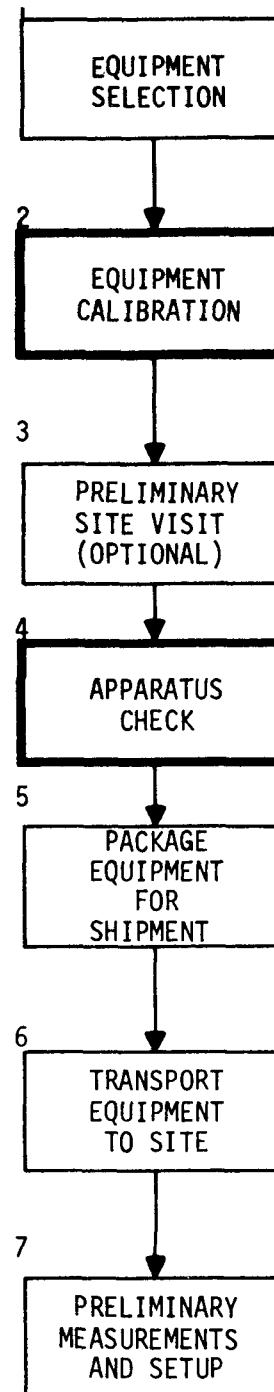 EQUIPMENT
SELECTION
2
EQUIPMENT
CALIBRATION
3
PRELIMINARY
SITE VISIT
(OPTIONAL)
4
APPARATUS
CHECK
5
PACKAGE
EQUIPMENT
FOR
SHIPMENT
6
TRANSPORT
EQUIPMENT
TO SITE
7
PRELIMINARY
MEASUREMENTS
AND SETUP